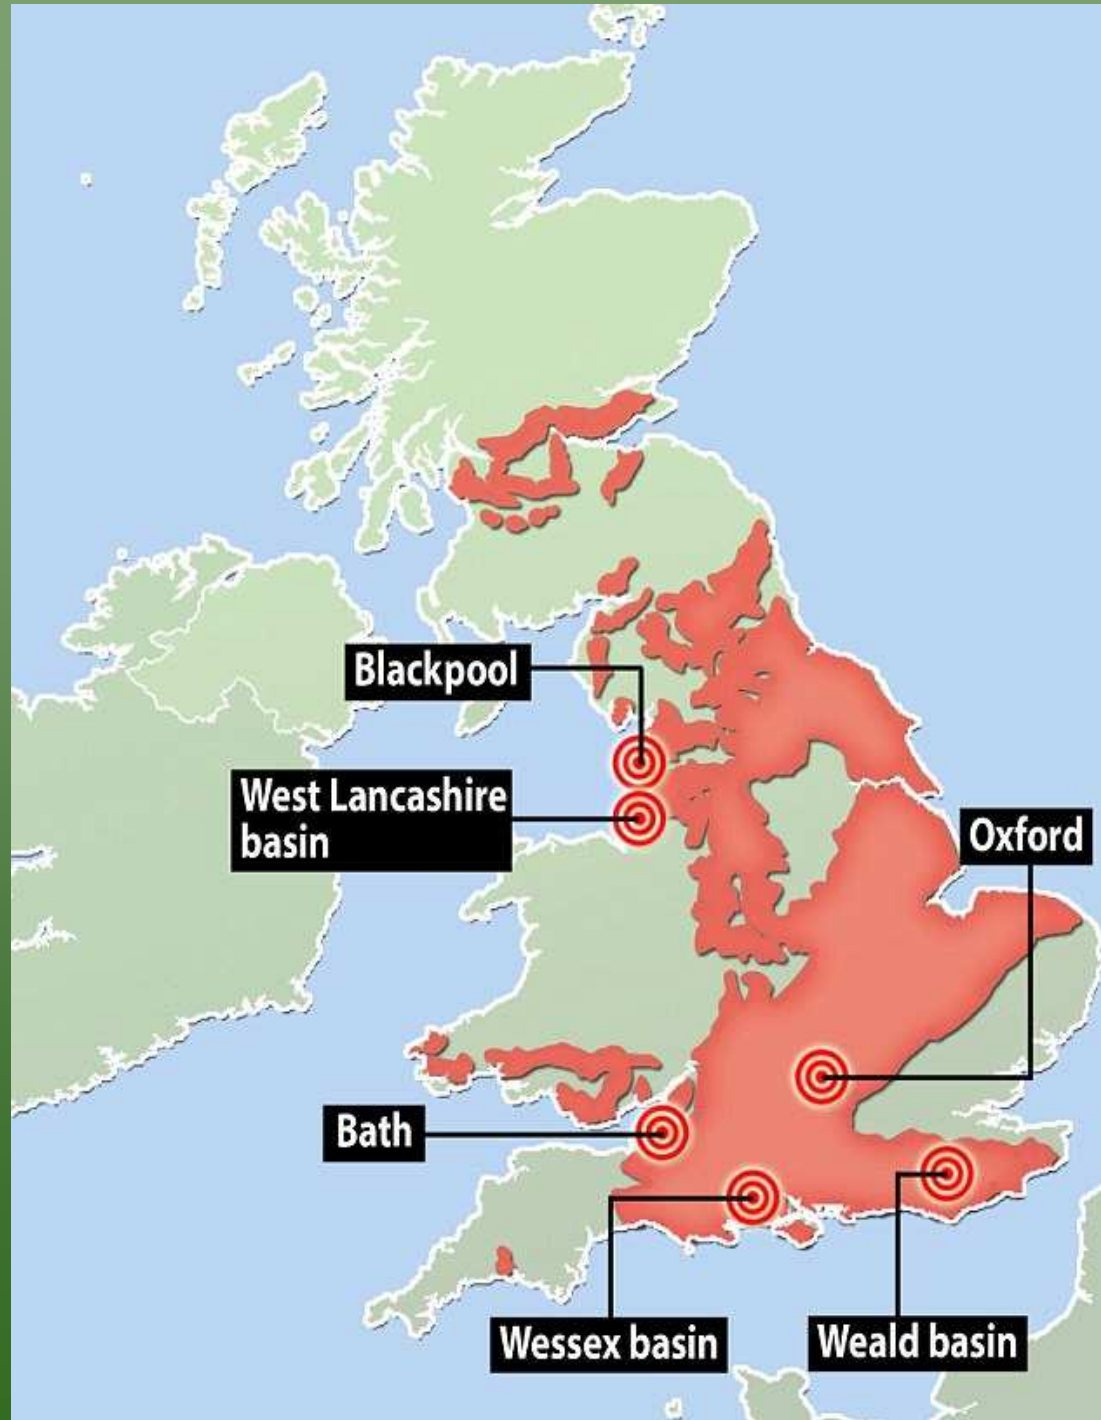 Blackpool
West Lancashire
basin
Oxford
Bath
Wessex basin
Weald basin